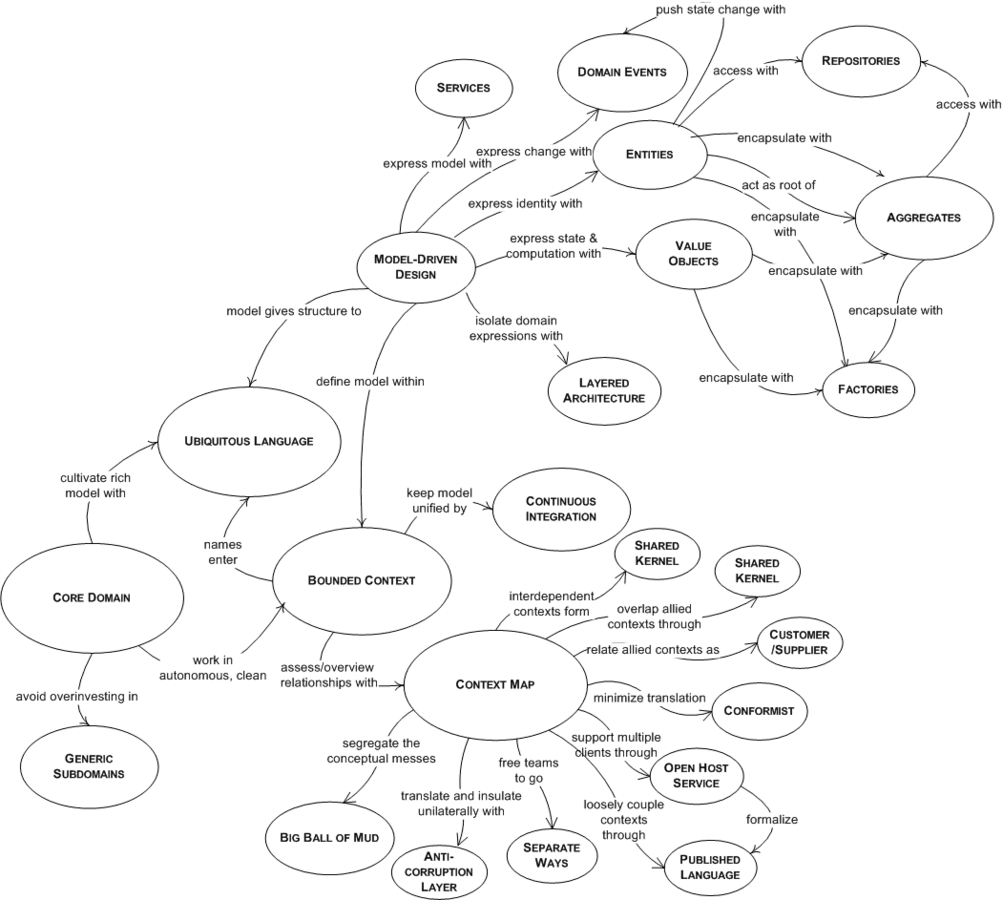 push state change with
DOMAIN EVENTS
REPOSITORIES
access with
SERVICES
access with
express change with
ENTITIES
encapsulate with
express model with
act as root of
express identity with
encapsulate
with
AGGREGATES
MODEL-DRIVEN
DESIGN
express state &
computation with
VALUE
OBJECTS
encapsulate with
model gives structure to
isolate domain
expressions with
encapsulate with
define model within
LAYERED
ARCHITECTURE
encapsulate with
FACTORIES
UBIQUITOUS LANGUAGE
cultivate rich
model with
keep model
unified by
CONTINUOUS
INTEGRATION
names
enter
SHARED
KERNEL
SHARED
KERNEL
CORE DOMAIN
BOUNDED CONTEXT
interdependent
contexts form
overlap allied
contexts through
work in
autonomous, clean
assess/overview
relationships with
CONTEXT MAP
relate allied contexts as
CUSTOMER
/SUPPLIER
avoid overinvesting in
minimize translation
CONFORMIST
GENERIC
SUBDOMAINS
segregate the
conceptual messes
support multiple
clients through
free teams
to go
OPEN HOST
SERVICE
translate and insulate
unilaterally with
loosely couple
contexts
through
formalize
BIG BALL OF MUD
ANTI-
CORRUPTION
LAYER
SEPARATE
WAYS
PUBLISHED
LANGUAGE